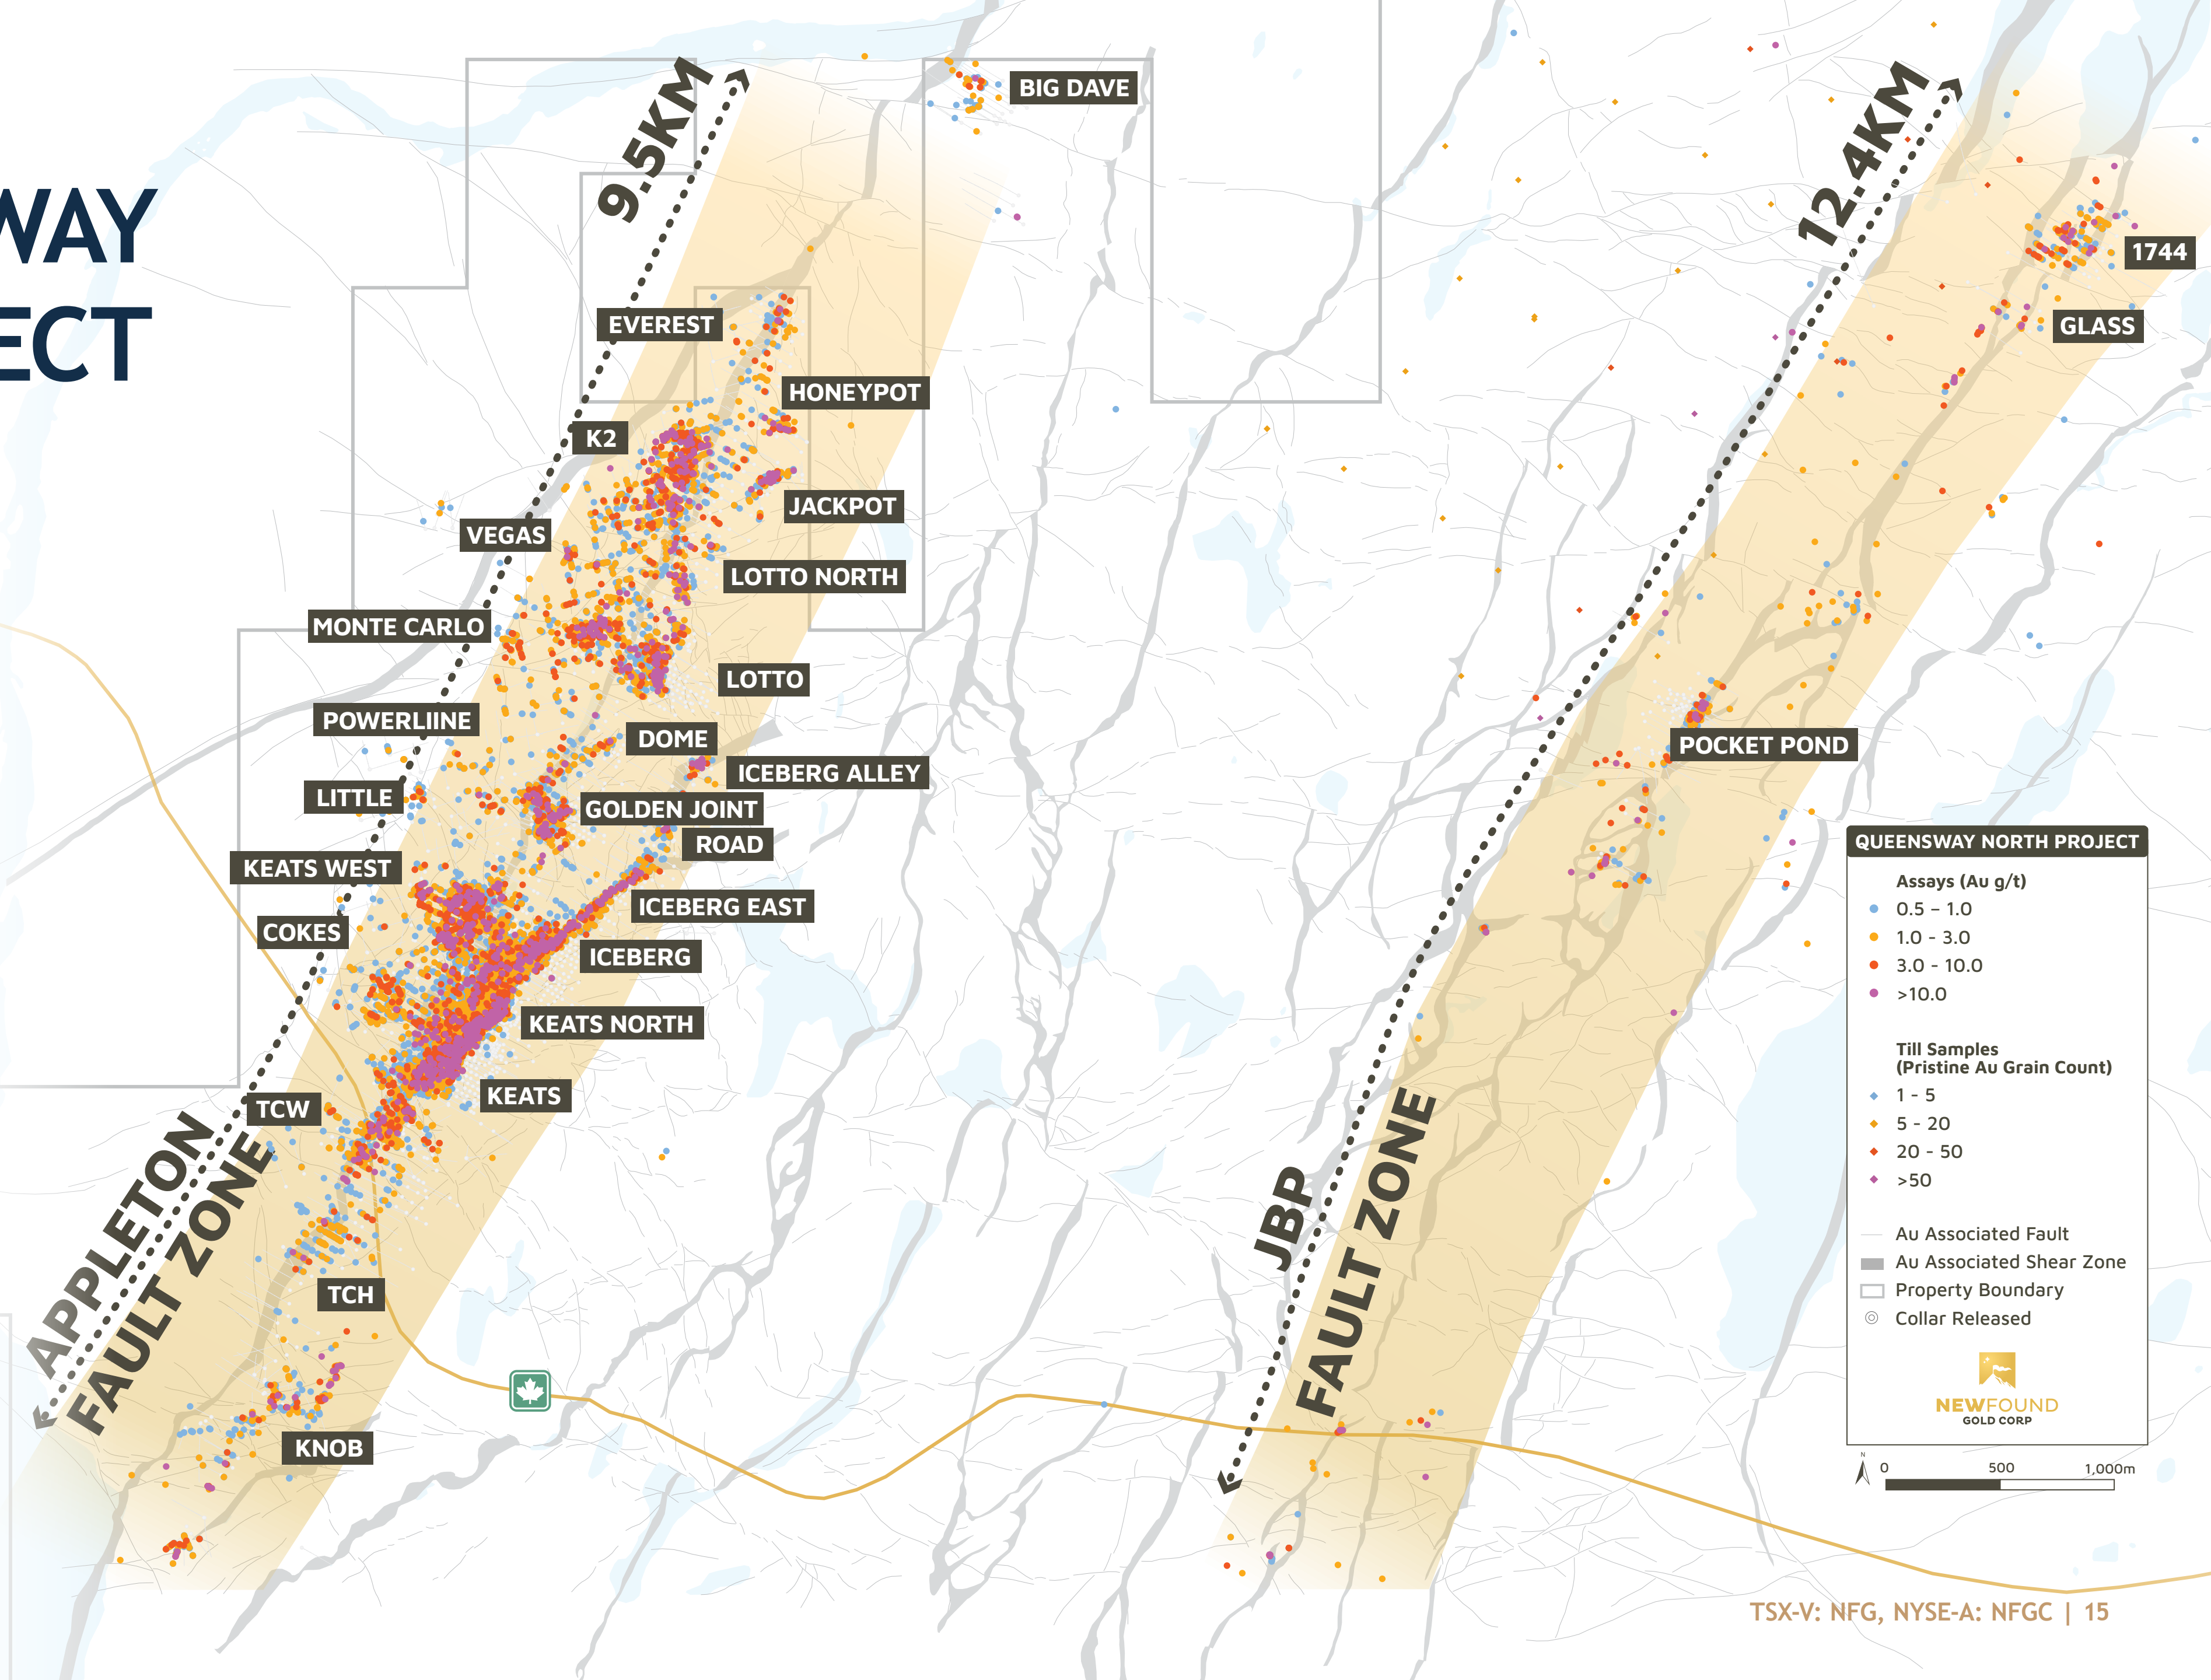 WAY
ECT
9.5KM
BIG DAVE
12.4KM
1744
GLASS
EVEREST
HONEYPOT
K2
JACKPOT
VEGAS
LOTTO NORTH
MONTE CARLO
LOTTO
POWERLIINE
DOME
POCKET POND
ICEBERG ALLEY
LITTLE
GOLDEN JOINT
ROAD
KEATS WEST
ICEBERG EAST
COKES
ICEBERG
KEATS NORTH
KEATS
TCW
APPLETON
FAULT ZONE
JBP
FAULT ZONE
TCH
KNOB
QUEENSWAY NORTH PROJECT
Assays (Au g/t)
0.5 – 1.0
1.0 - 3.0
3.0 - 10.0
>10.0
Till Samples
(Pristine Au Grain Count)
1 - 5
5 - 20
20 - 50
>50
Au Associated Fault
Au Associated Shear Zone
Property Boundary
Collar Released
NEWFOUND
GOLD CORP
N
0 500 1,000m
TSX-V: NFG, NYSE-A: NFGC | 15